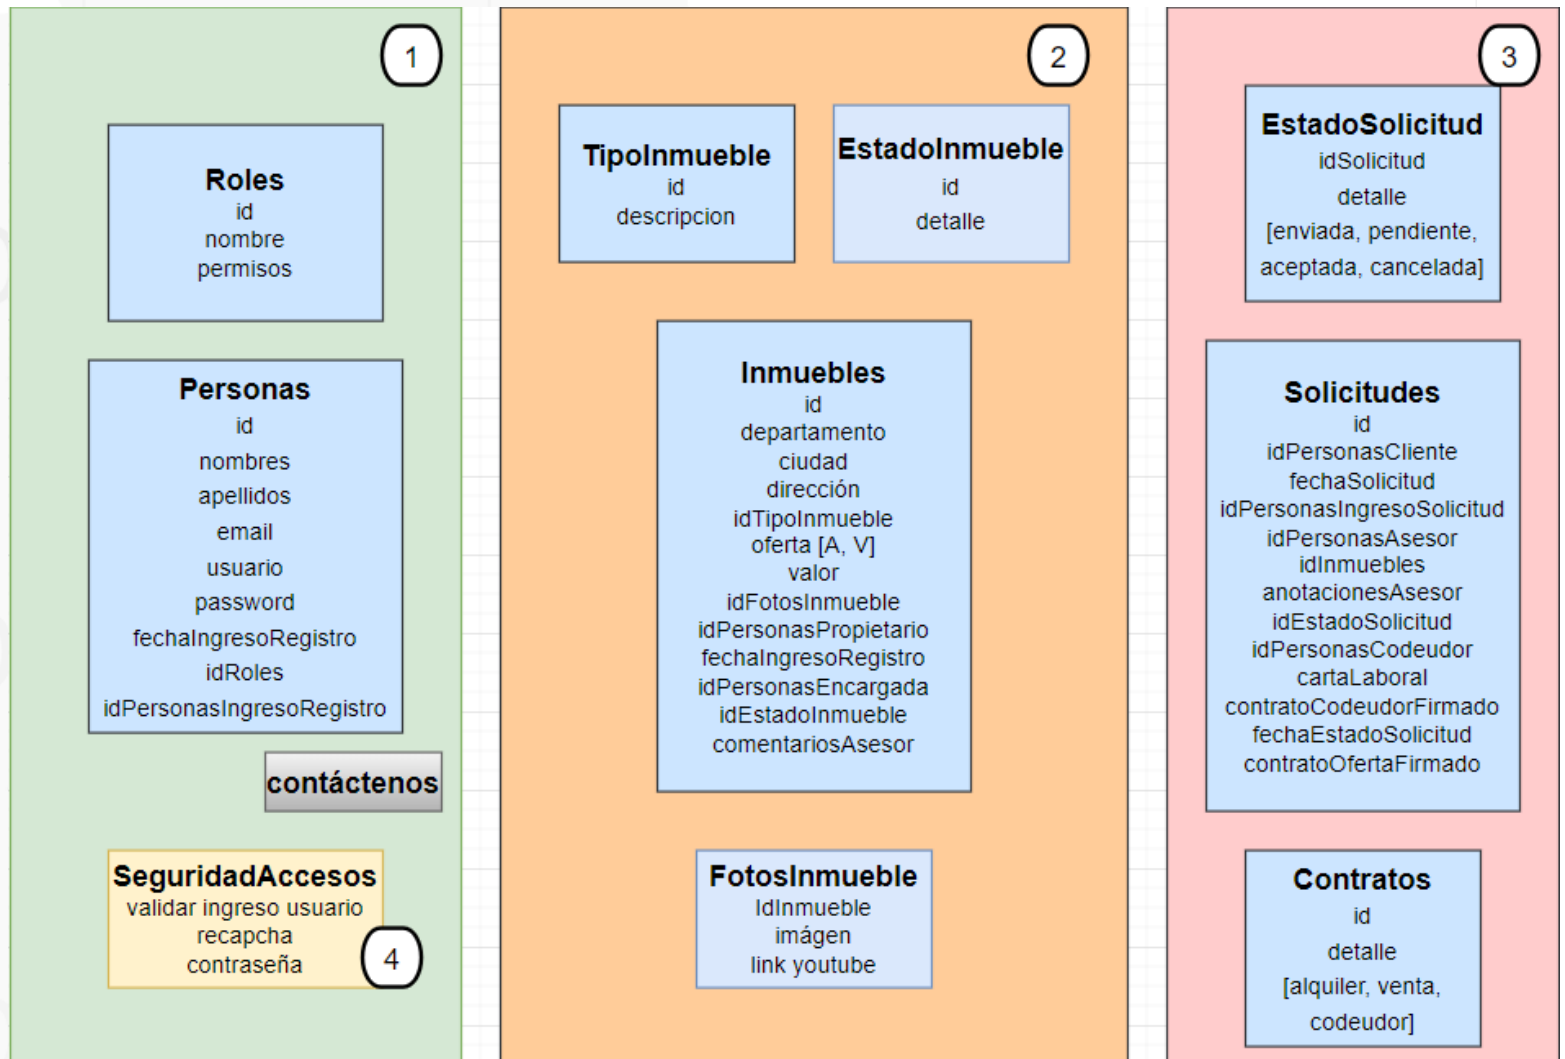 1
Roles
id
nombre
permisos
Personas
id
nombres
apellidos
email
usuario
password
fechaIngresoRegistro
idRoles
idPersonasIngresoRegistro
contáctenos
SeguridadAccesos
validar ingreso usuario
recapcha
contraseña
4
2
TipoInmueble
id
descripcion
EstadoInmueble
id
detalle
Inmuebles
id
departamento
ciudad
dirección
idTipoInmueble
oferta [A, V]
valor
idFotosInmueble
idPersonasPropietario
fechaIngresoRegistro
idPersonasEncargada
idEstadoInmueble
comentariosAsesor
FotosInmueble
IdInmueble
imágen
link youtube
3
EstadoSolicitud
idSolicitud
detalle
[enviada, pendiente,
aceptada, cancelada]
Solicitudes
id
idPersonasCliente
fechaSolicitud
idPersonasIngresoSolicitud
idPersonasAsesor
idInmuebles
anotacionesAsesor
idEstadoSolicitud
idPersonasCodeudor
cartaLaboral
contratoCodeudorFirmado
fechaEstadoSolicitud
contratoOfertaFirmado
Contratos
id
detalle
[alquiler, venta,
codeudor]